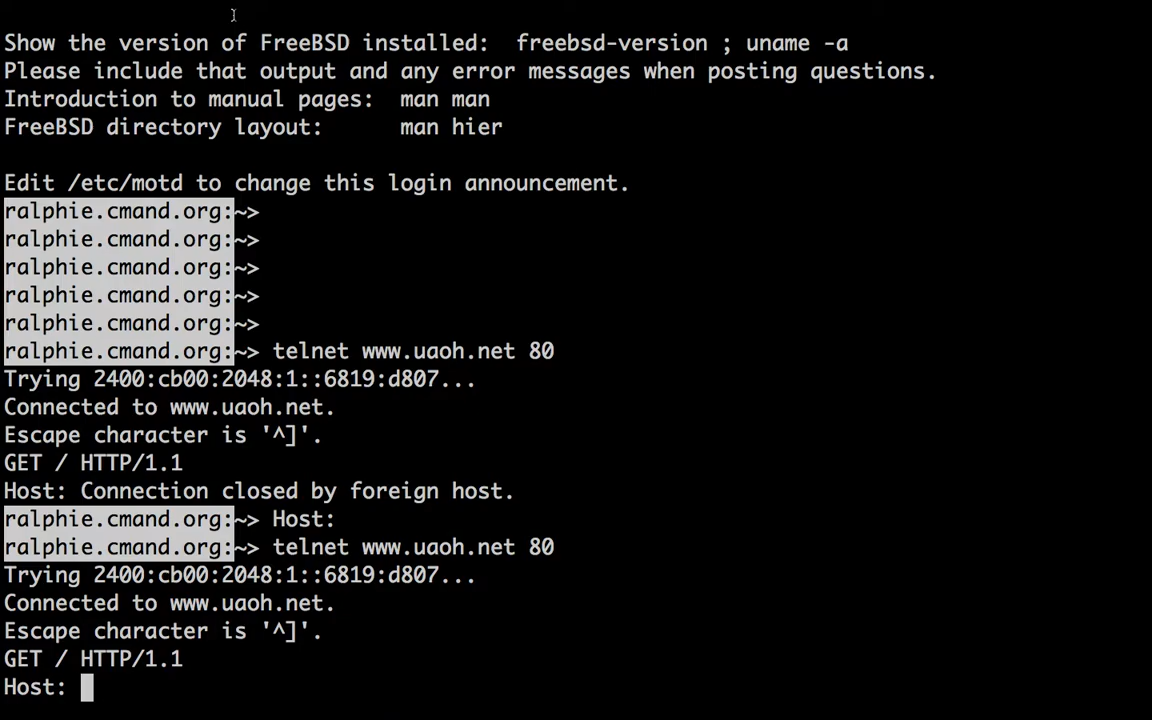 Show the version of FreeBSD installed:  freebsd-version ; uname -a
Please include that output and any error messages when posting questions.
Introduction to manual pages:  man man
FreeBSD directory layout:      man hier
Edit /etc/motd to change this login announcement.
ralphie.cmand.org:~>
ralphie.cmand.org:~>
ralphie.cmand.org:~>
ralphie.cmand.org:~>
ralphie.cmand.org:~>
ralphie.cmand.org:~> telnet www.uaoh.net 80
Trying 2400:cb00:2048:1::6819:d807...
Connected to www.uaoh.net.
Escape character is '^]'.
GET / HTTP/1.1
Host: Connection closed by foreign host.
ralphie.cmand.org:~> Host:
ralphie.cmand.org:~> telnet www.uaoh.net 80
Trying 2400:cb00:2048:1::6819:d807...
Connected to www.uaoh.net.
Escape character is '^]'.
GET / HTTP/1.1
Host: